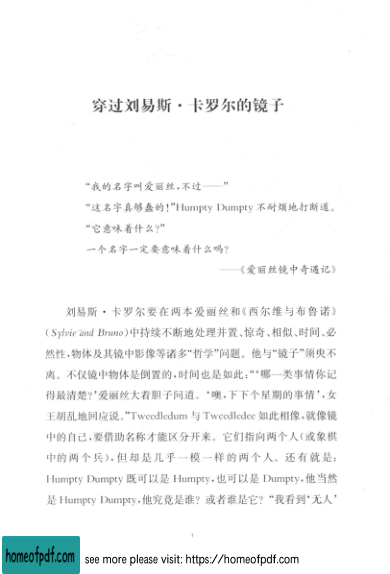 穿过刘易斯·卡罗尔的镜子
“我的名字叫爱丽丝,不过——”
“这名字真够蠢的!”Humpty Dumpty 不耐烦地打断道。
“它意味着什么?”
一个名字一定要意味着什么吗?
——《爱丽丝镜中奇遇记》
刘易斯·卡罗尔要在两本爱丽丝和《西尔维与布鲁诺》
(Sylvie and Bruno)中持续不断地处理并置、惊奇、相似、时间、必
然性,物体及其镜中影像等诸多“哲学”问题。他与“镜子”须臾不
离。不仅镜中物体是倒置的,时间也是如此:“‘哪一类事情你记
得最清楚?’爱丽丝大着胆子问道。‘噢,下下个星期的事情’,女
王胡乱地回应说。”Tweedledum 与 Tweedledee 如此相像,就像镜
中的自己,要借助名称才能区分开来。它们指向两个人(或象棋
中的两个兵),但却是几乎一模一样的两个人。还有就是:
Humpty Dumpty 既可以是 Humpty,也可以是 Dumpty,他当然
是 Humpty Dumpty,他究竟是谁?或者谁是它?“我看到‘无人’
1
homeofpdf.com
see more please visit: https://homeofpdf.com